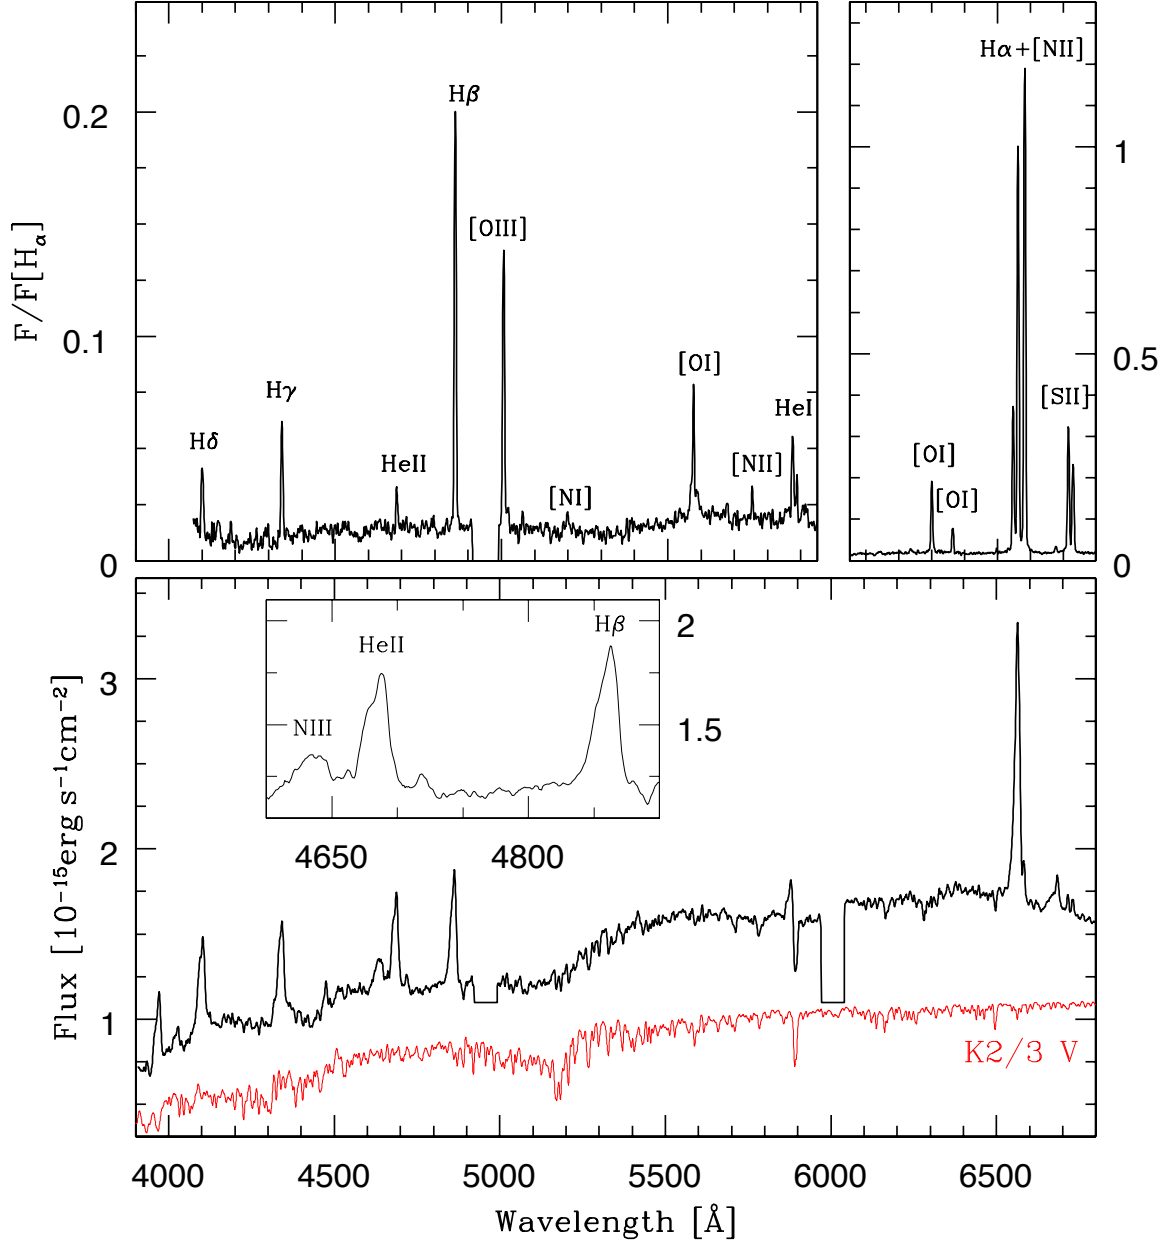 Hα+[NII]
Hβ
0.2
1
[OIII]
F/F[Hα]
0.1
[OI]
0.5
Hγ
HeI
[SII]
Hδ
HeII
[NII]
[OI]
[NI]
[OI]
0
0
2
Hβ
HeII
3
NIII
1.5
2
4650
4800
Flux [10⁻¹⁵erg s⁻¹cm⁻²]
1
K2/3 V
4000 4500 5000 5500 6000 6500
Wavelength [Å]